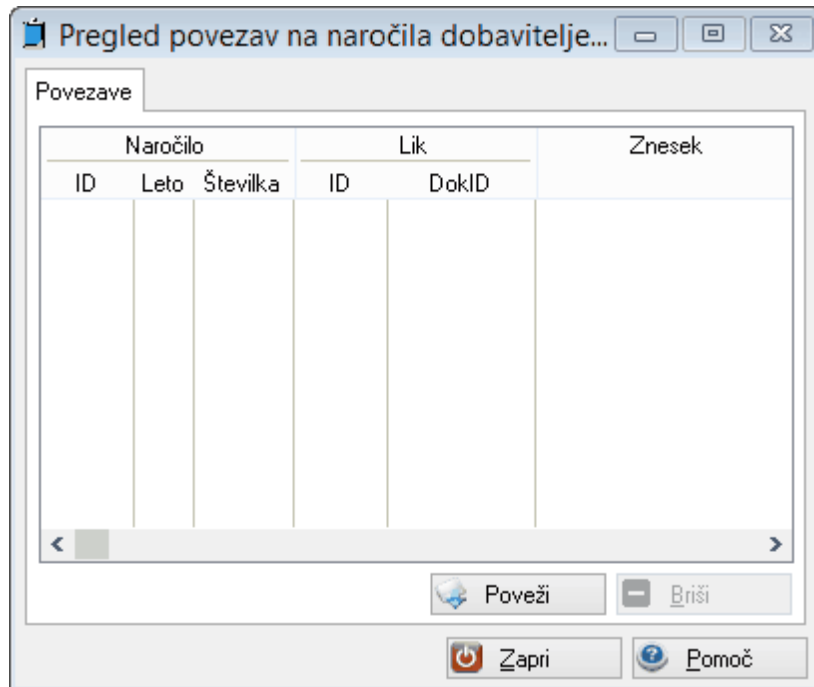 Pregled povezav na naročila dobavitelje...
Povezave
Naročilo Lik Znesek
ID Leto Številka ID DokID
Poveži Briši
Zapri Pomoč